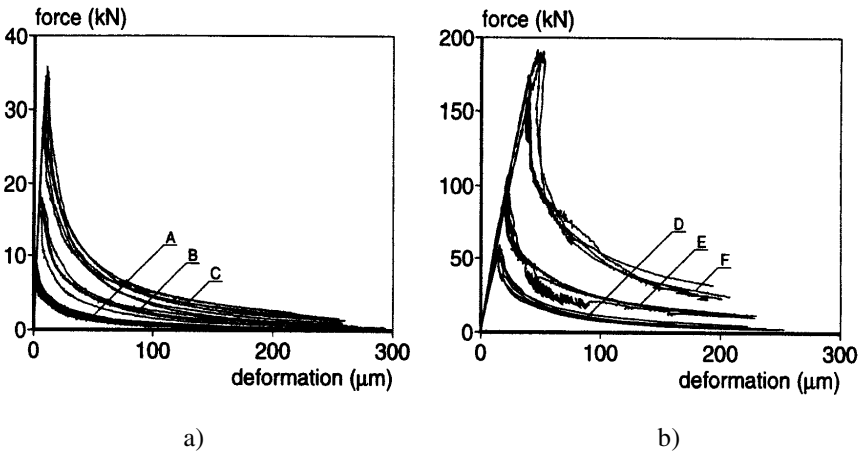 force (kN)
40
30
20
10
0
A
B
C
0 100 200 300
deformation (μm)
a)
force (kN)
200
150
100
50
0
D
E
F
0 100 200 300
deformation (μm)
b)